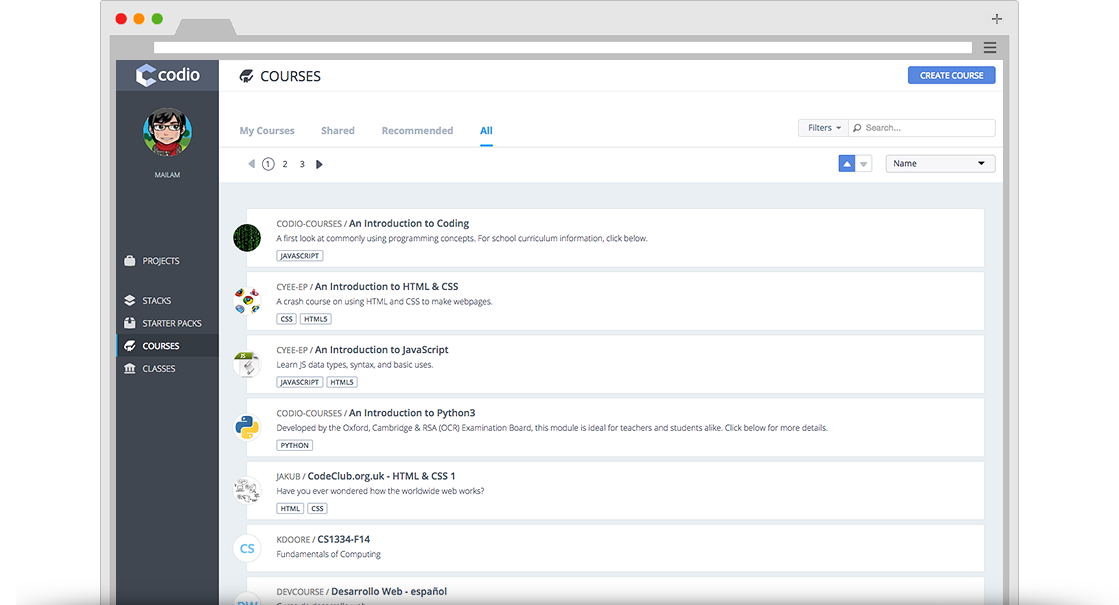 codio
COURSES
CREATE COURSE
MAILAM
My Courses
Shared
Recommended
All
Filters
Search...
1
2
3
Name
PROJECTS
STACKS
STARTER PACKS
COURSES
CLASSES
CODIO-COURSES / An Introduction to Coding
A first look at commonly using programming concepts. For school curriculum information, click below.
JAVASCRIPT
CYEE-EP / An Introduction to HTML & CSS
A crash course on using HTML and CSS to make webpages.
CSS HTML5
JS
CYEE-EP / An Introduction to JavaScript
Learn JS data types, syntax, and basic uses.
JAVASCRIPT HTML5
CODIO-COURSES / An Introduction to Python3
Developed by the Oxford, Cambridge & RSA (OCR) Examination Board, this module is ideal for teachers and students alike. Click below for more details.
PYTHON
JAKUB / CodeClub.org.uk - HTML & CSS 1
Have you ever wondered how the worldwide web works?
HTML CSS
CS
KDOORE / CS1334-F14
Fundamentals of Computing
DEVCOURSE / Desarrollo Web - español
DW